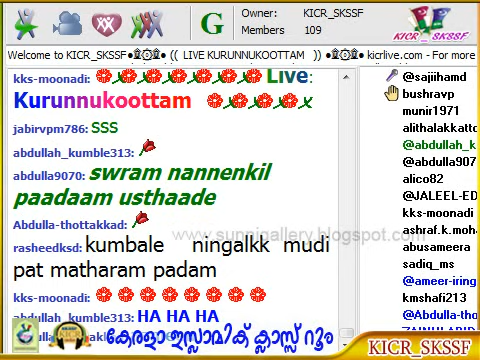 Owner: KICR_SKSSF
Members 109
G
KICR_SKSSF
Welcome to KICR_SKSSF●۩۞۩● (( LIVE KURUNNUKOOTTAM )) ●۩۞۩● kicrlive.com - For more
kks-moonadi: Live:
Kurunnukoottam
jabirvpm786: SSS
abdullah_kumble313:
abdulla9070: swram nannenkil
paadaam usthaade
Abdulla-thottakkad:
www.sunnigallery.blogspot.com
rasheedksd: kumbale ningalkk mudi
pat matharam padam
kks-moonadi:
abdullah_kumble313: HA HA HA
കേരളാ ഇസ്ലാമിക് ക്ലാസ്സ് റൂം
@sajiihamd
bushravp
munir1971
alithalakkatto
@abdullah_k
@abdulla907
alico82
@JALEEL-ED
kks-moonadi
ashraf.k.moh
abusameera
sadiq_ms
@ameer-iring
kmshafi213
@Abdulla-tho
KICR_SKSSF